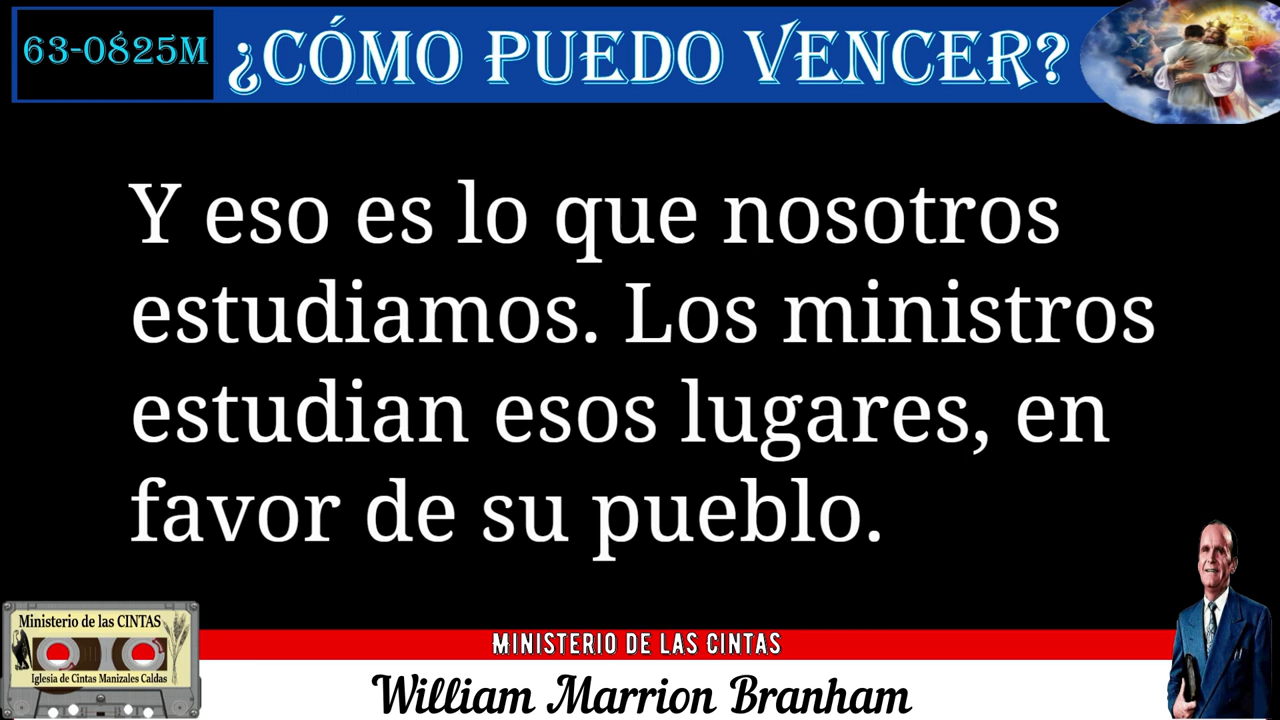 63-0825M
¿CÓMO PUEDO VENCER?
Y eso es lo que nosotros
estudiamos. Los ministros
estudian esos lugares, en
favor de su pueblo.
Ministerio de las CINTAS
Iglesia de Cintas Manizales Caldas
MINISTERIO DE LAS CINTAS
William Marrion Branham